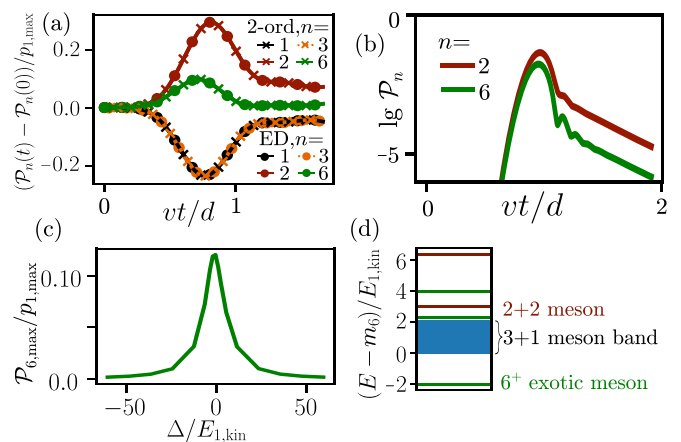 (a)
(𝒫ₙ(t) − 𝒫ₙ(0))/p₁,max
0.2
0.0
−0.2
2-ord,n=
1 3
2 6
ED,n=
1 3
2 6
0 1
vt/d
(b)
lg 𝒫ₙ
0
−5
n=
2
6
0 2
vt/d
(c)
𝒫₆,max/p₁,max
0.10
0.0
−50 0 50
Δ/E₁,kin
(d)
(E − m₆)/E₁,kin
6
4
2
0
−2
2+2 meson
3+1 meson band
6⁺ exotic meson